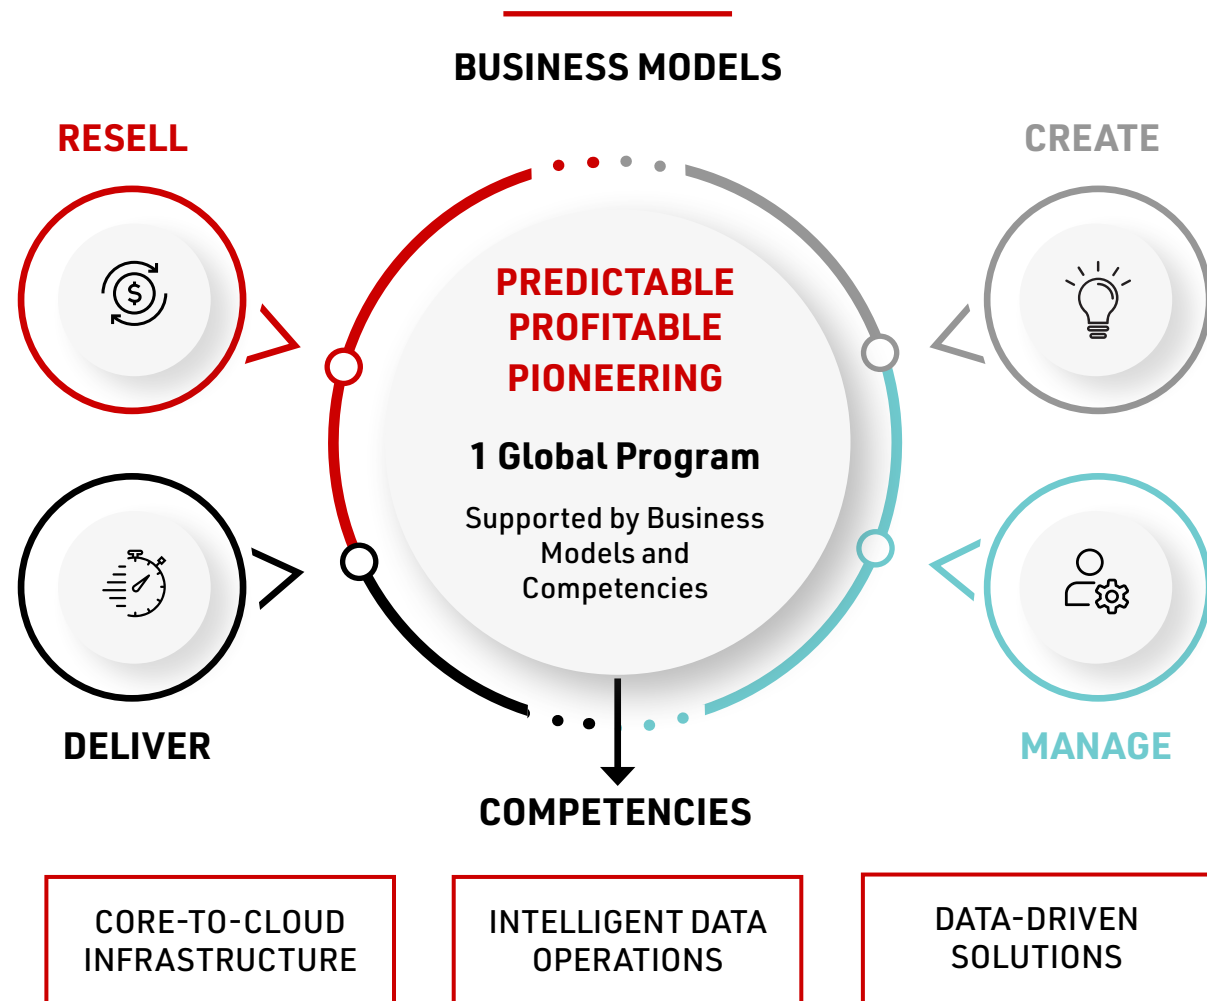 BUSINESS MODELS
RESELL
CREATE
$
PREDICTABLE
PROFITABLE
PIONEERING
1 Global Program
Supported by Business
Models and
Competencies
DELIVER
MANAGE
COMPETENCIES
CORE-TO-CLOUD
INFRASTRUCTURE
INTELLIGENT DATA
OPERATIONS
DATA-DRIVEN
SOLUTIONS